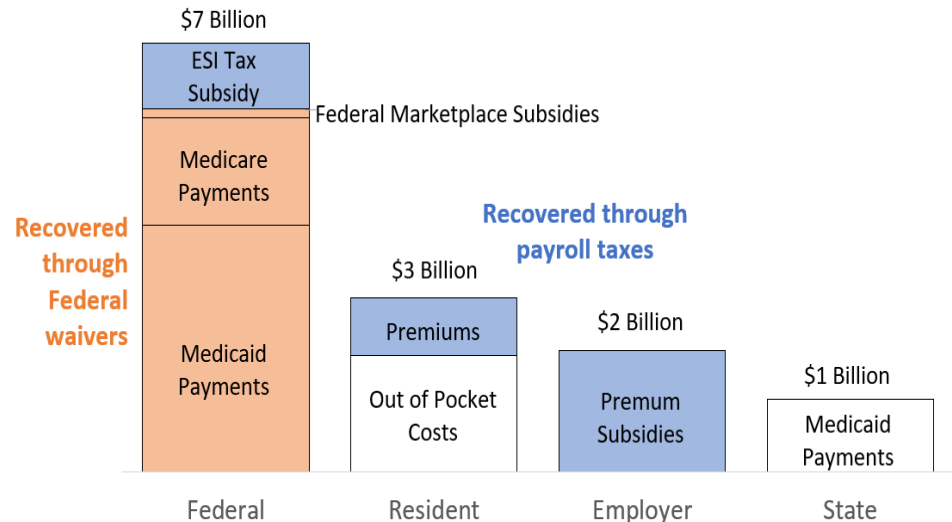 $7 Billion
ESI Tax
Subsidy
Federal Marketplace Subsidies
Medicare
Payments
Recovered
through
Federal
waivers
Medicaid
Payments
Recovered through
payroll taxes
$3 Billion
Premiums
Out of Pocket
Costs
$2 Billion
Premum
Subsidies
$1 Billion
Medicaid
Payments
Federal
Resident
Employer
State